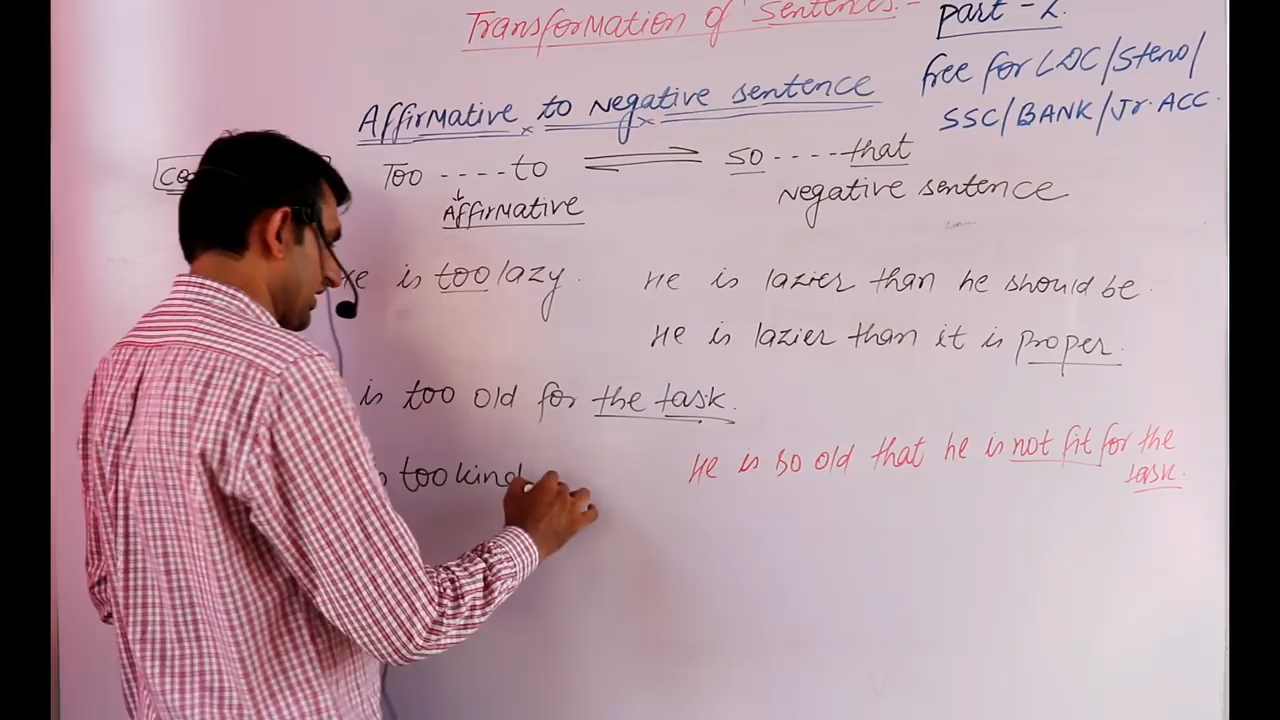 Transformation of Sentences:-
Part - 2.
Affirmative to Negative sentence
free for LDC/Steno/
SSC/BANK/Jr. ACC.
Too ----to ⇌ so ----that
Affirmative
Negative sentence
He is too lazy. He is lazier than he should be.
He is lazier than it is proper.
is too old for the task.
He is so old that he is not fit for the
task.
too kind